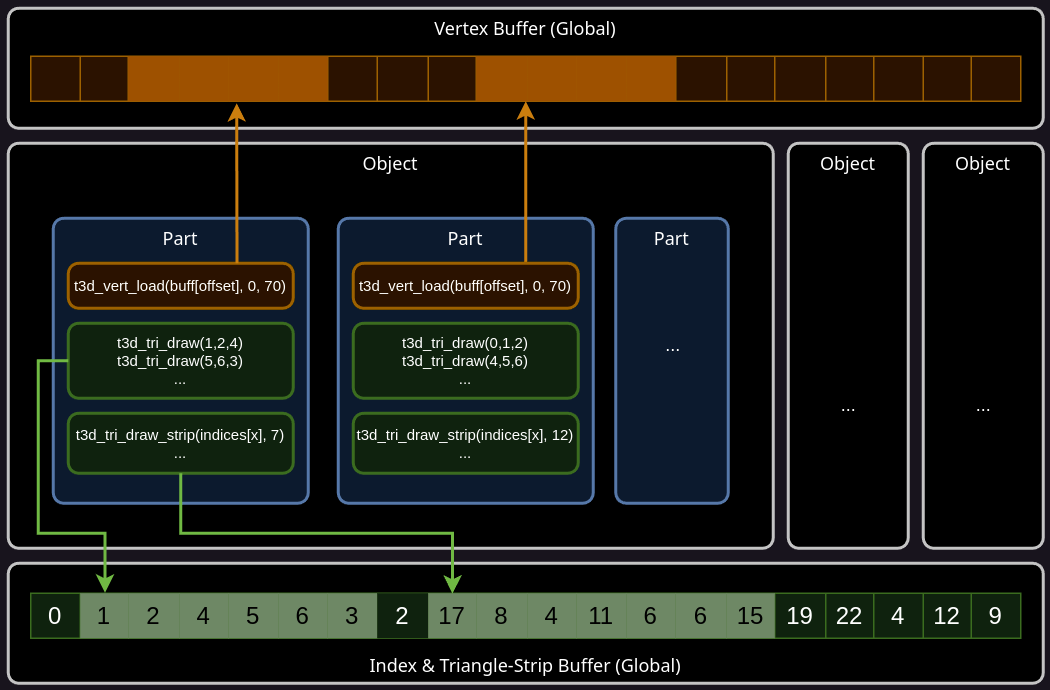 Vertex Buffer (Global)
Object
Object
Object
Part
Part
Part
t3d_vert_load(buff[offset], 0, 70)
t3d_vert_load(buff[offset], 0, 70)
t3d_tri_draw(1,2,4)
t3d_tri_draw(5,6,3)
...
t3d_tri_draw(0,1,2)
t3d_tri_draw(4,5,6)
...
...
...
...
t3d_tri_draw_strip(indices[x], 7)
...
t3d_tri_draw_strip(indices[x], 12)
...
0 1 2 4 5 6 3 2 17 8 4 11 6 6 15 19 22 4 12 9
Index & Triangle-Strip Buffer (Global)